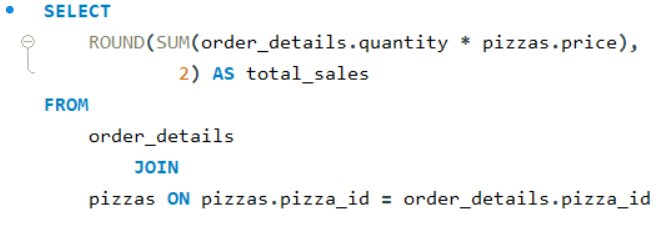 SELECT
ROUND(SUM(order_details.quantity * pizzas.price),
2) AS total_sales
FROM
order_details
JOIN
pizzas ON pizzas.pizza_id = order_details.pizza_id